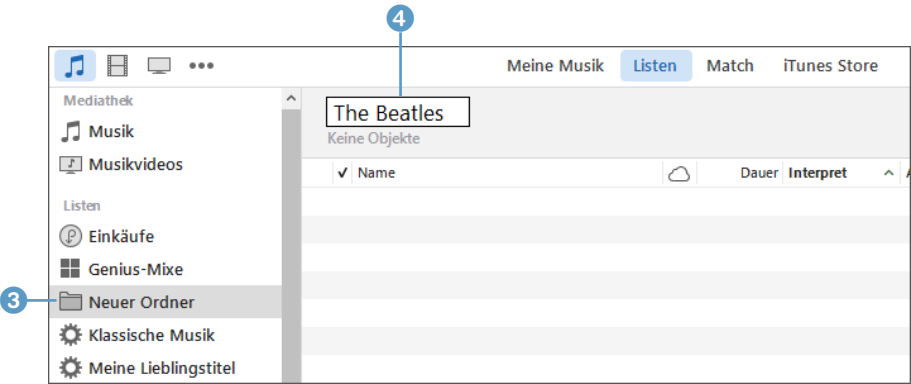 4
Meine Musik Listen Match iTunes Store
Mediathek
Musik
Musikvideos
Listen
Einkäufe
Genius-Mixe
3 Neuer Ordner
Klassische Musik
Meine Lieblingstitel
The Beatles
Keine Objekte
✓ Name Dauer Interpret